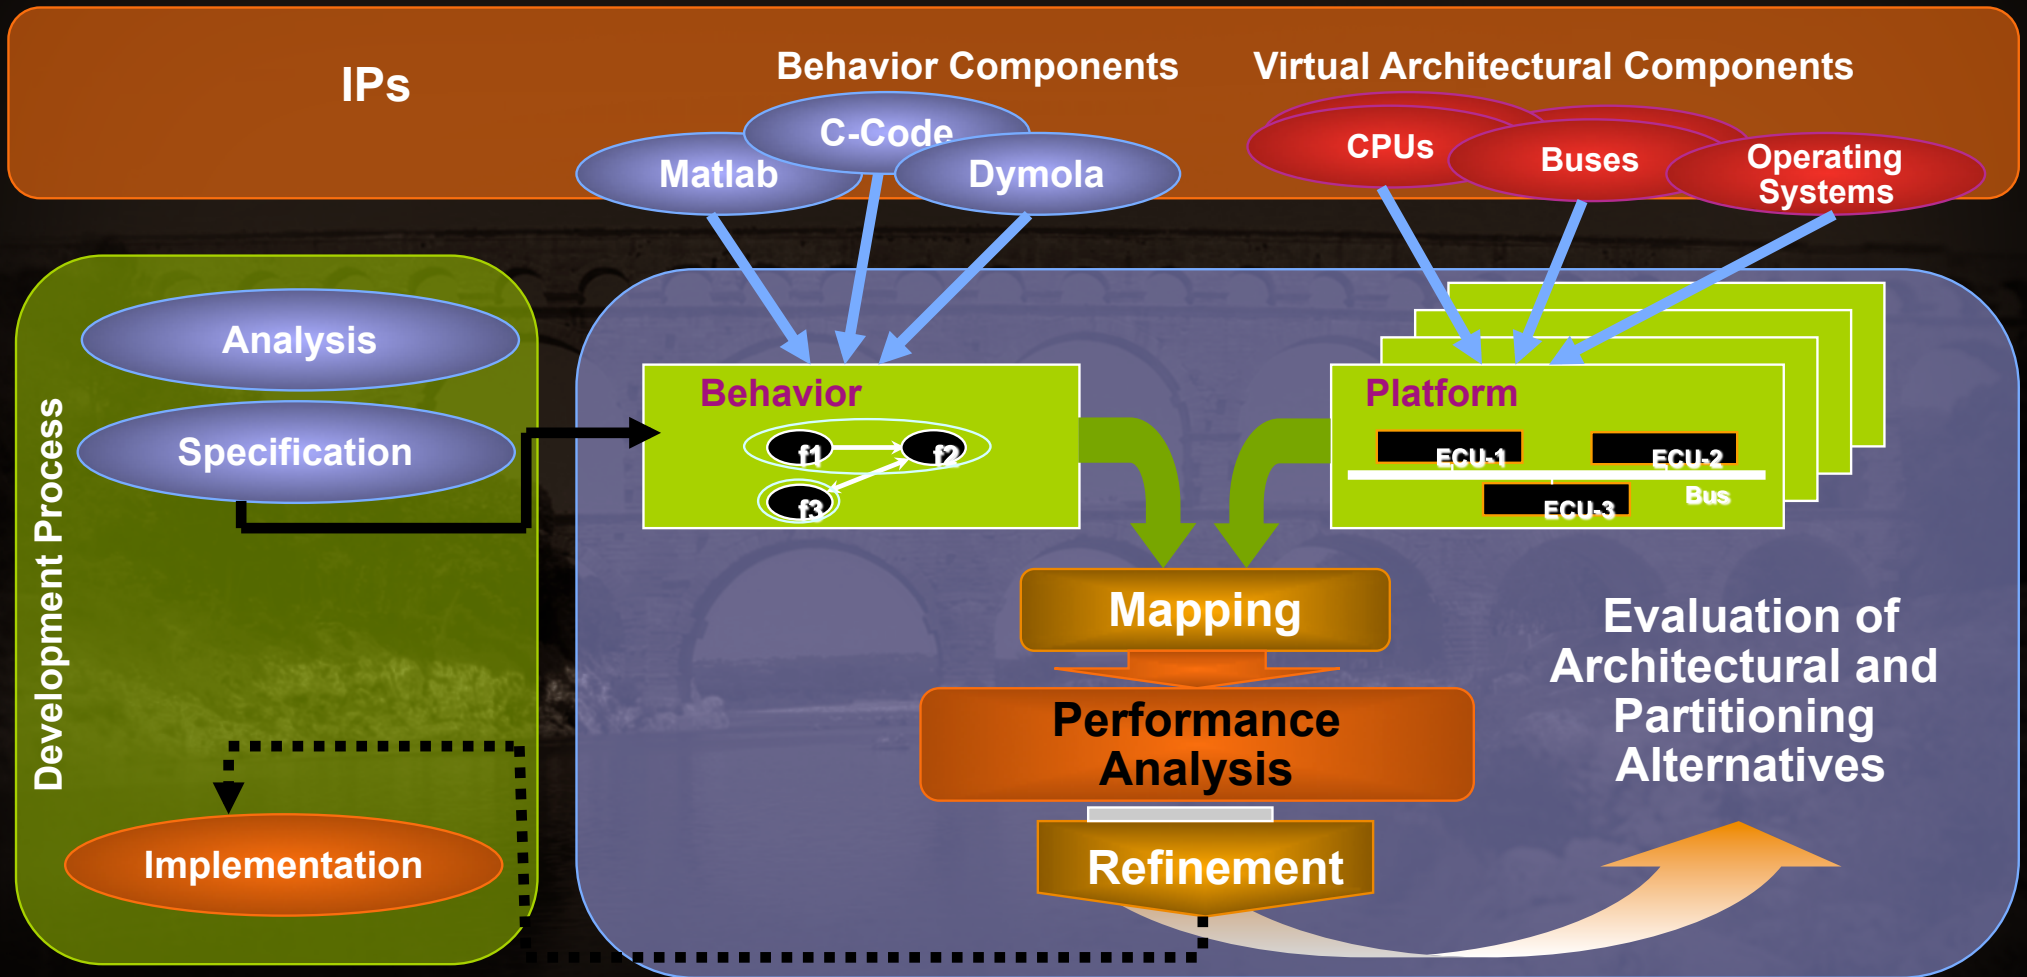 IPs
Behavior Components
Virtual Architectural Components
C-Code
Matlab
Dymola
CPUs
Buses
Operating
Systems
Development Process
Analysis
Specification
Implementation
Behavior
f1
f2
f3
Platform
ECU-1
ECU-2
Bus
ECU-3
Mapping
Performance
Analysis
Refinement
Evaluation of
Architectural and
Partitioning
Alternatives